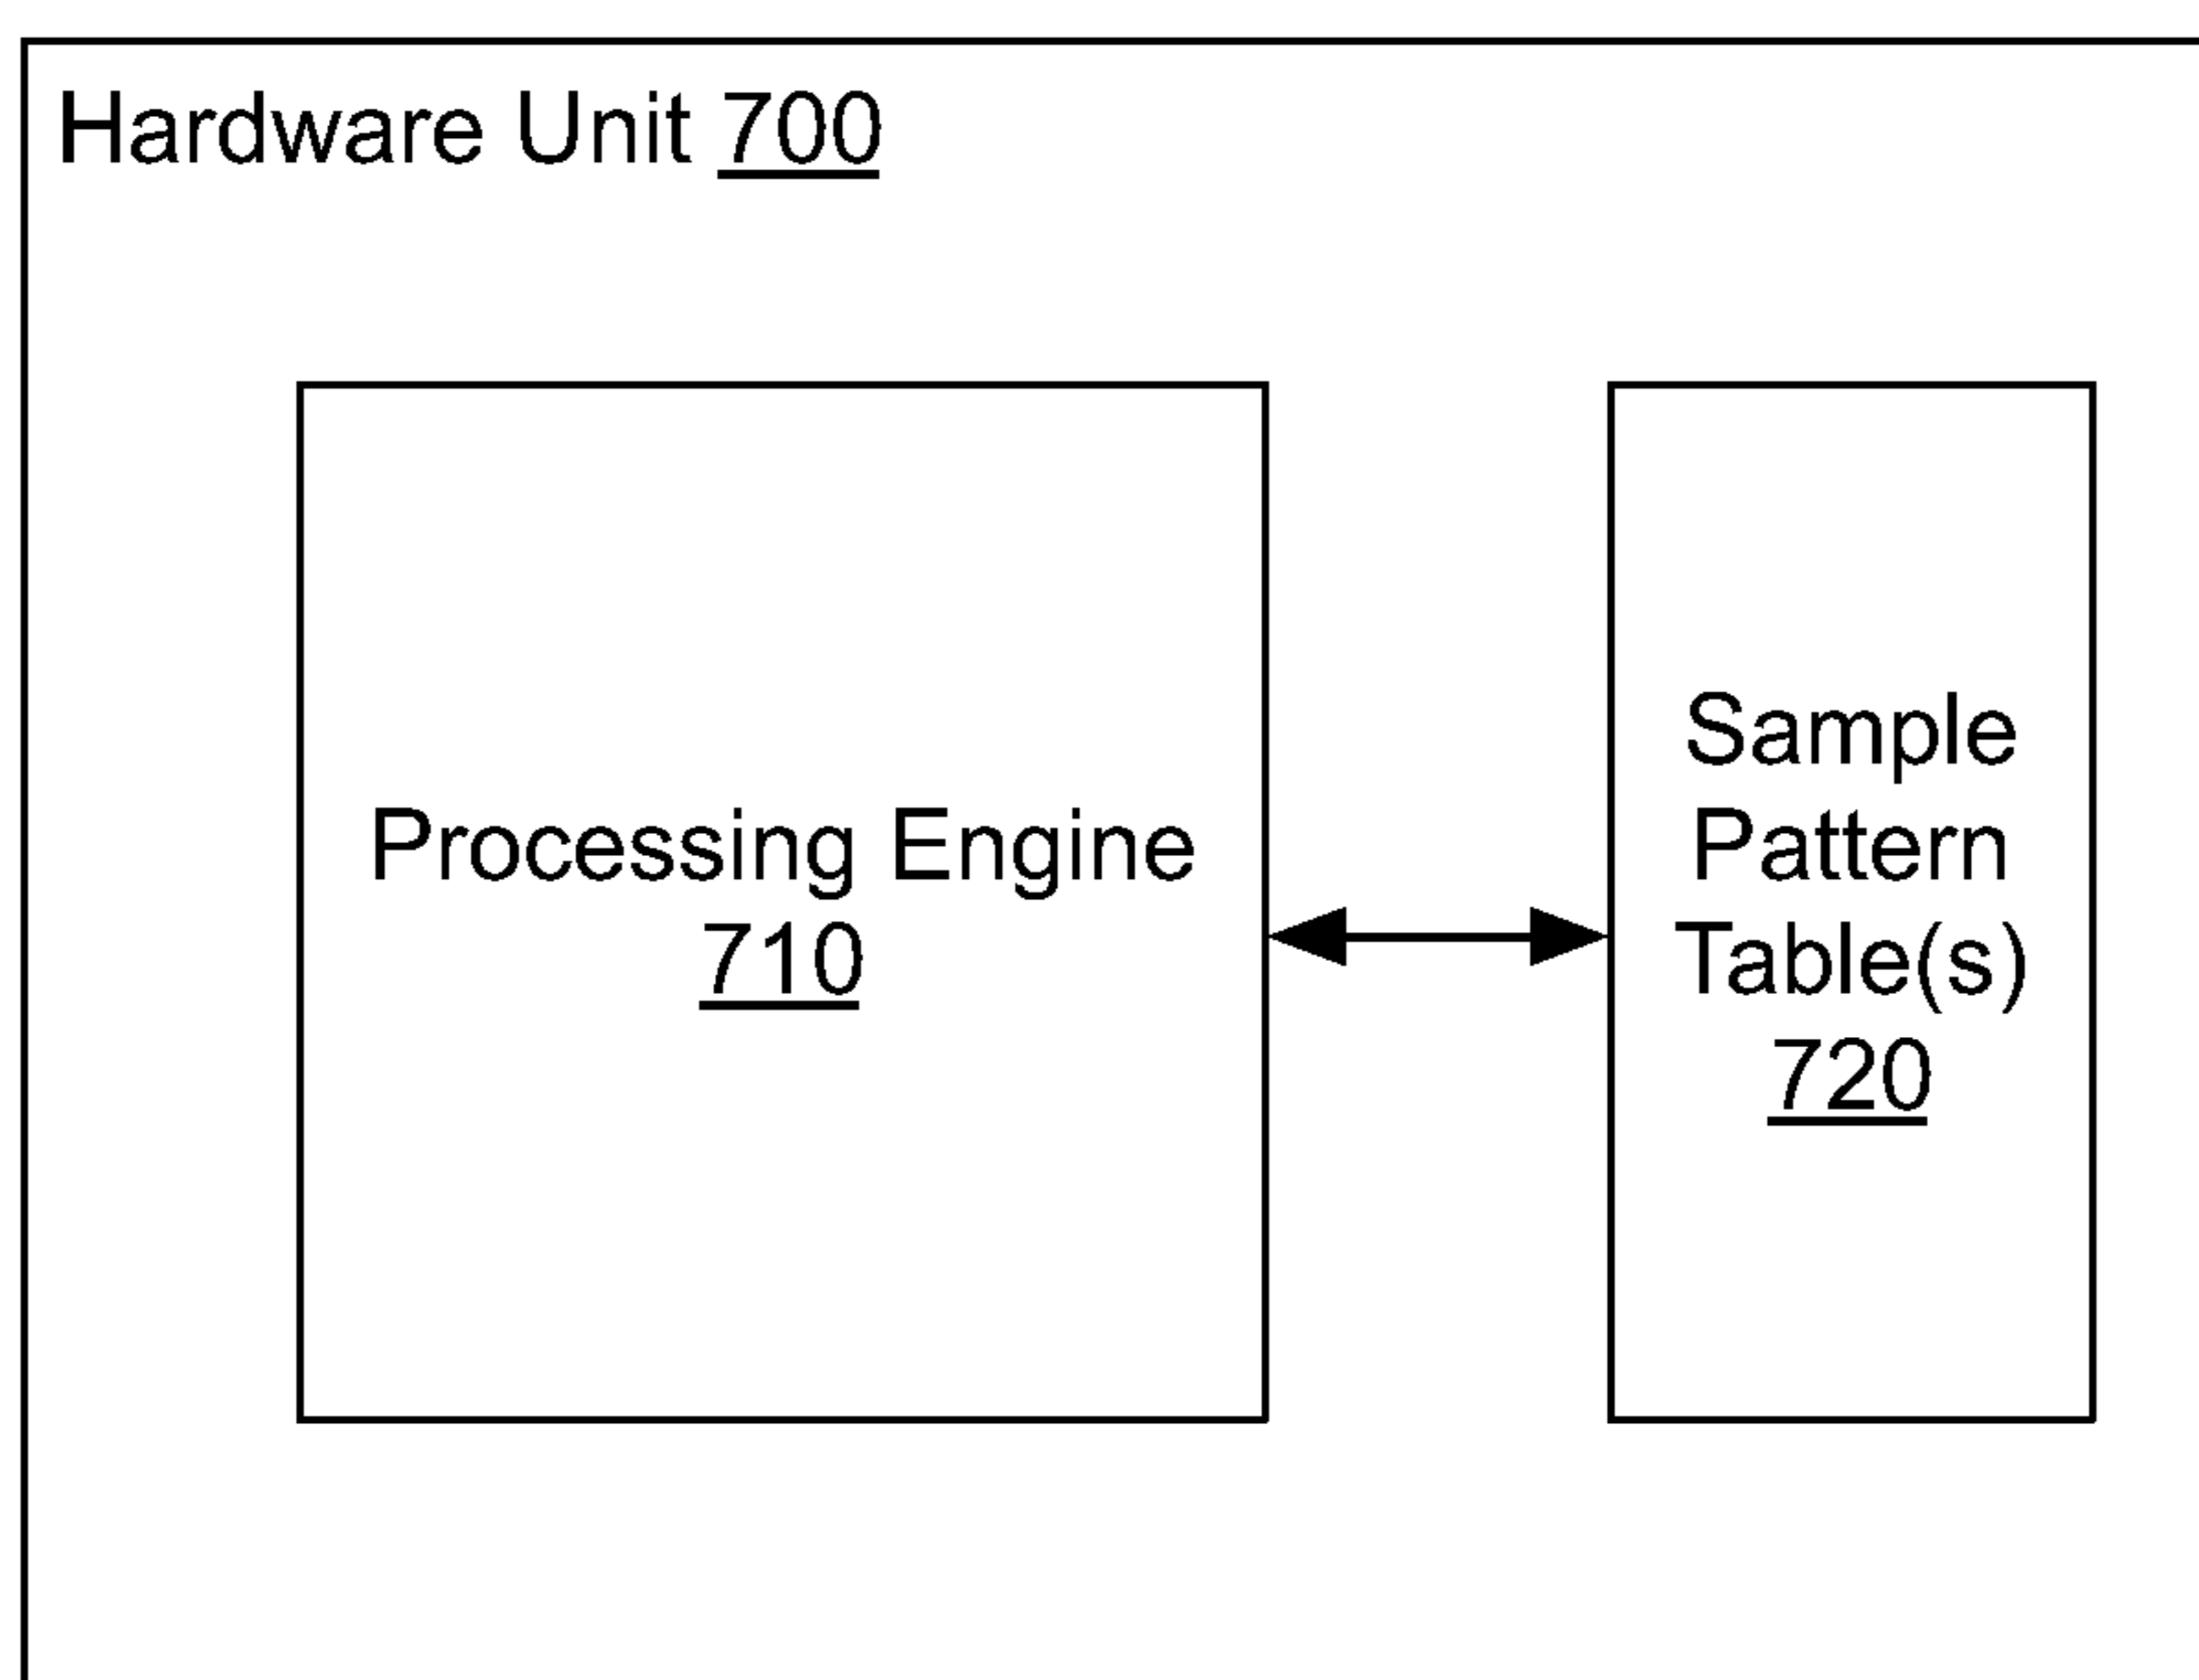 Hardware Unit 700
Processing Engine
710
Sample
Pattern
Table(s)
720